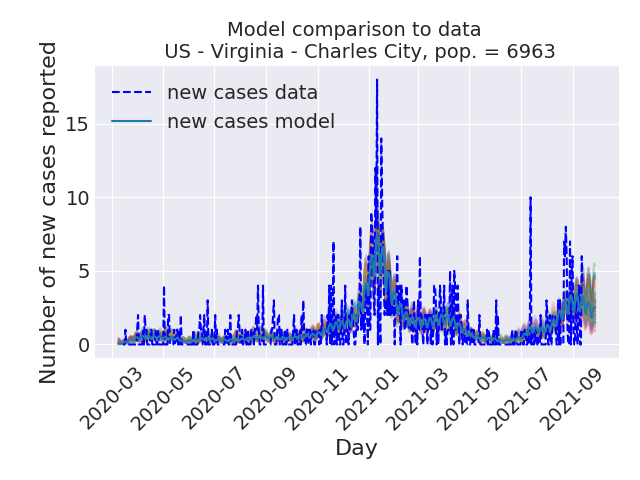 Model comparison to data
US - Virginia - Charles City, pop. = 6963
new cases data
new cases model
Number of new cases reported
15
10
5
0
2020-03
2020-05
2020-07
2020-09
2020-11
2021-01
2021-03
2021-05
2021-07
2021-09
Day